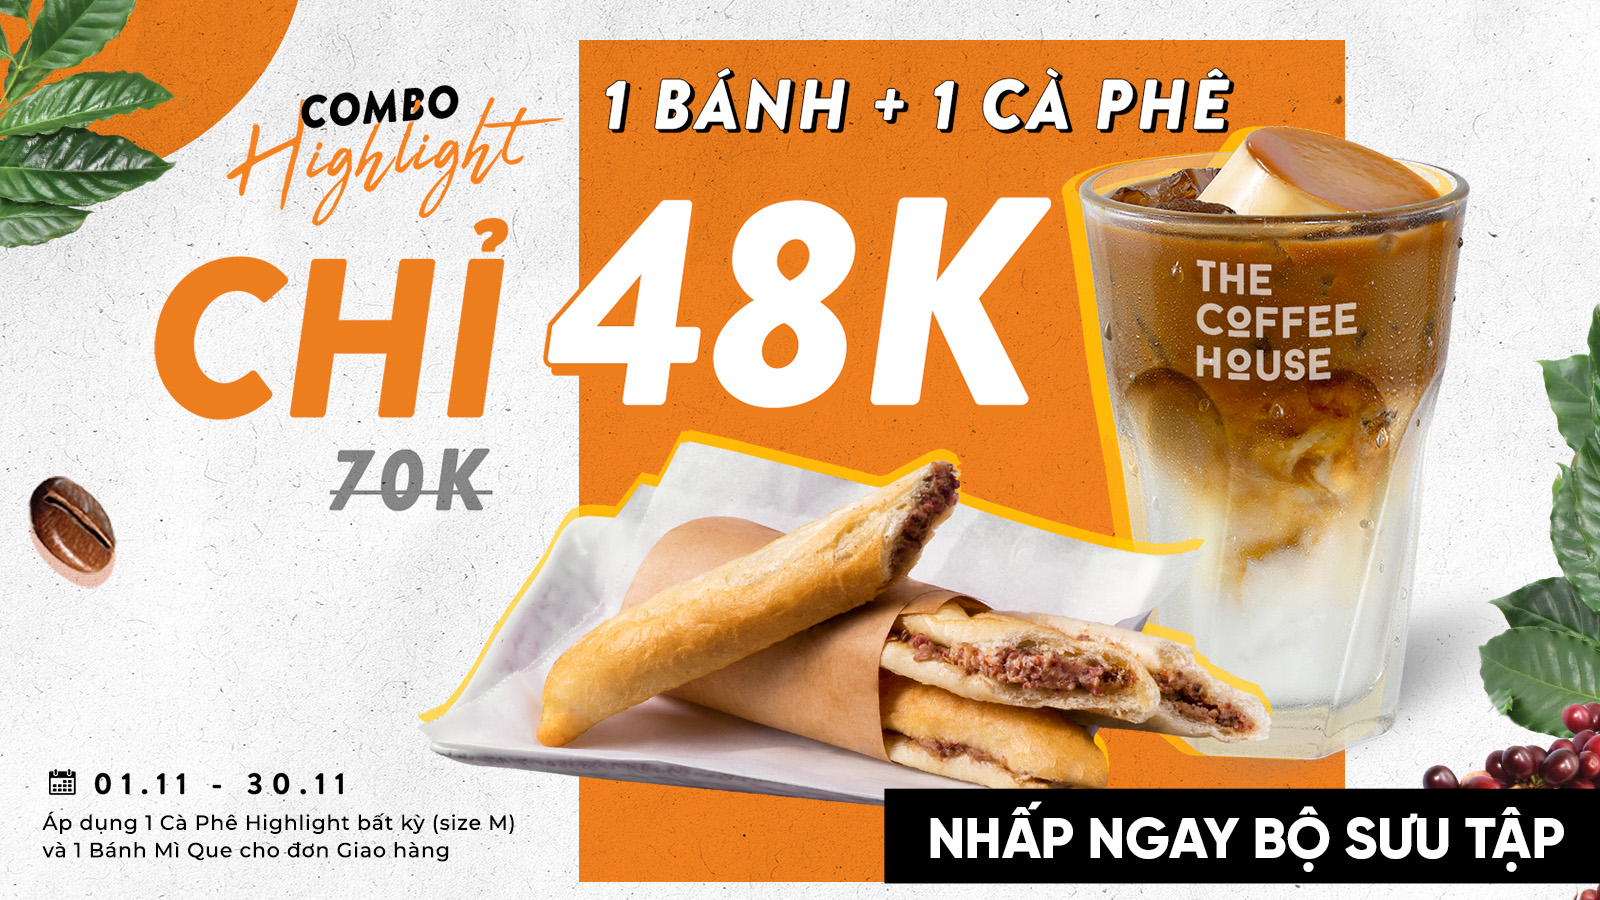 COMBO
Highlight
1 BÁNH + 1 CÀ PHÊ
CHỈ 48K
70K
THE
COFFEE
HOUSE
01.11 - 30.11
Áp dụng 1 Cà Phê Highlight bất kỳ (size M)
và 1 Bánh Mì Que cho đơn Giao hàng
NHẤP NGAY BỘ SƯU TẬP